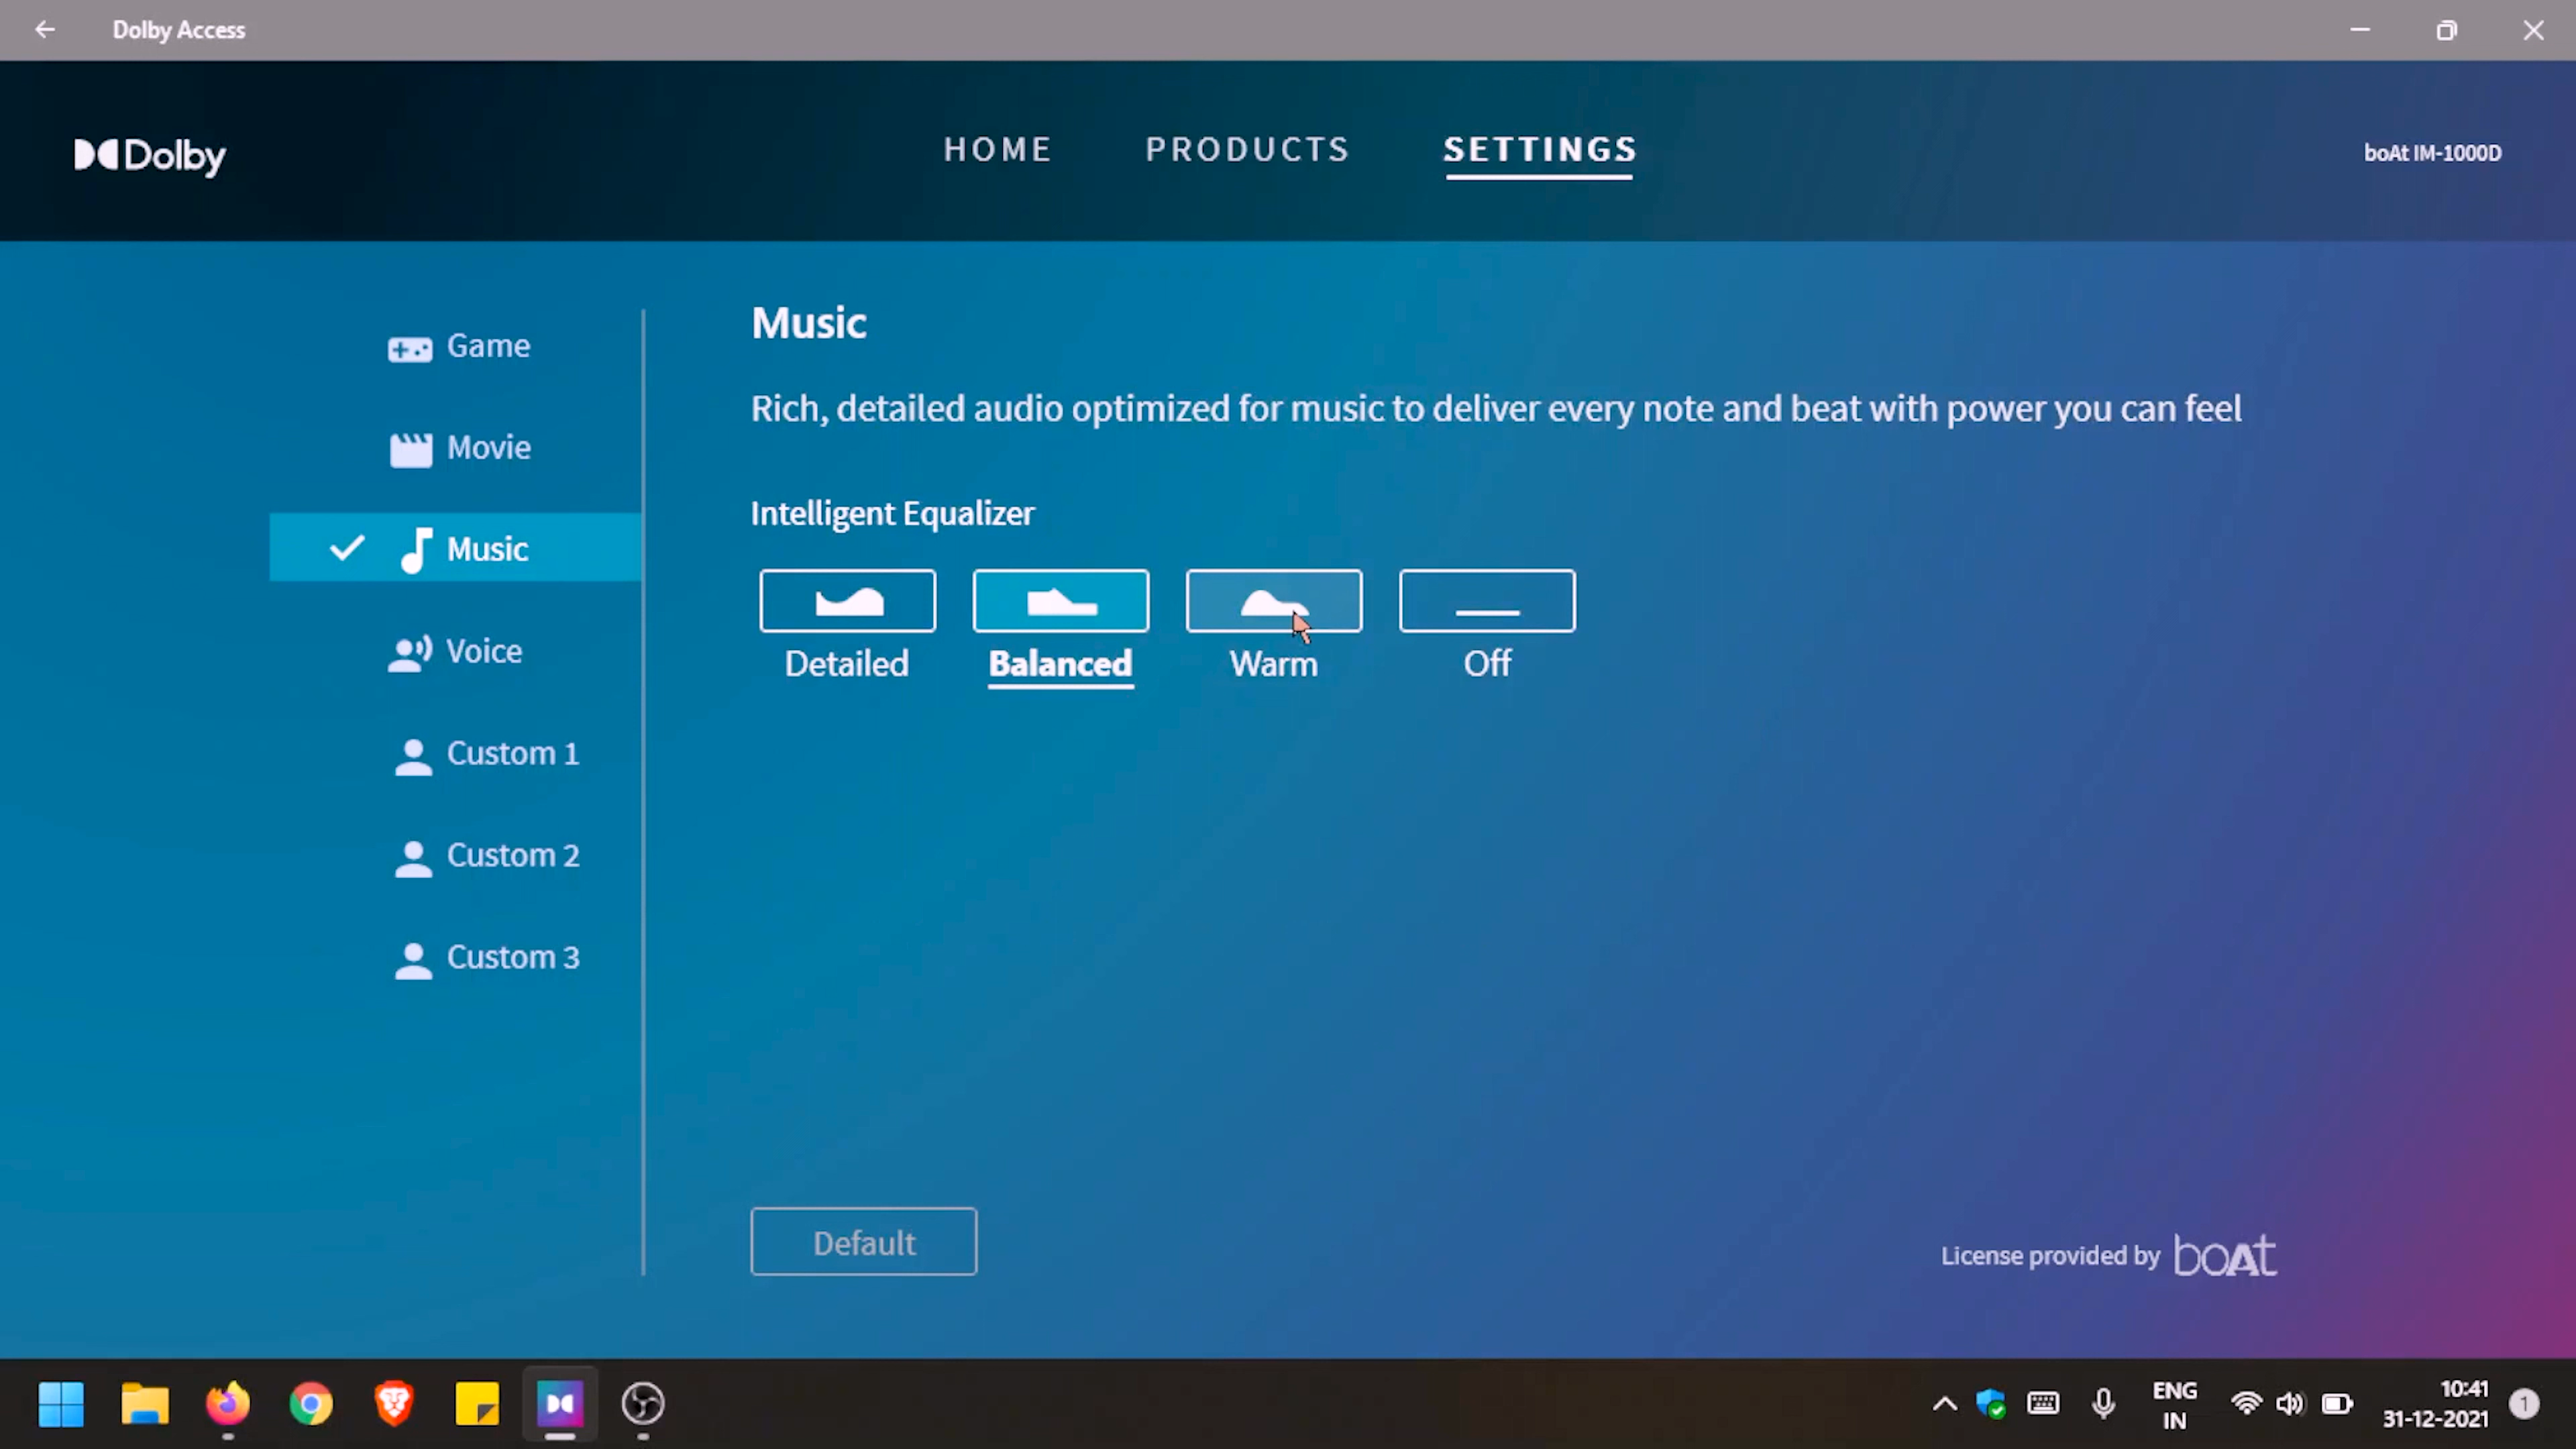 Dolby Access
Dolby
HOME
PRODUCTS
SETTINGS
boAt IM-1000D
Game
Movie
Music
Voice
Custom 1
Custom 2
Custom 3
Music
Rich, detailed audio optimized for music to deliver every note and beat with power you can feel
Intelligent Equalizer
Detailed
Balanced
Warm
Off
Default
License provided by boAt
ENG
IN
10:41
31-12-2021
1